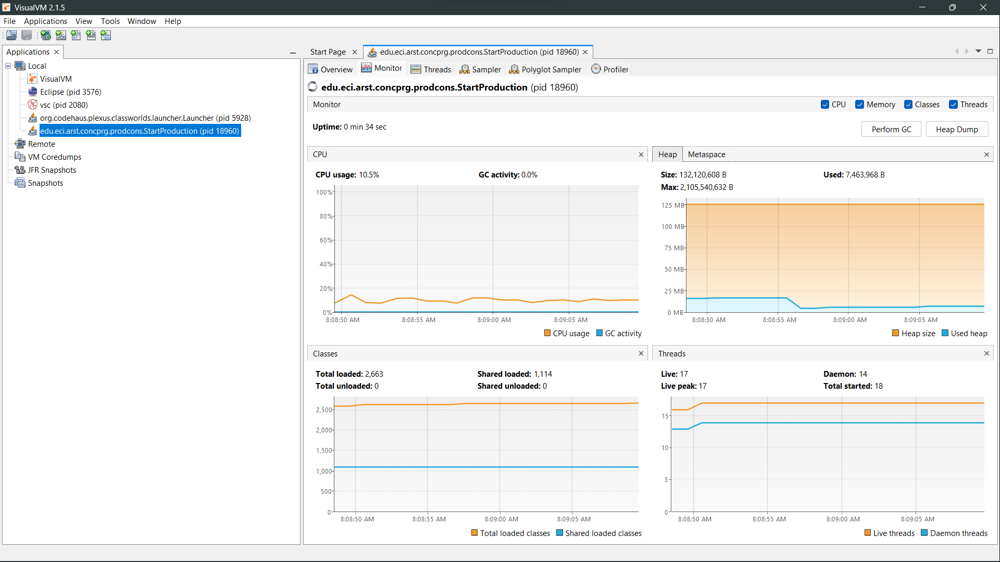 VisualVM 2.1.5
File Applications View Tools Window Help
Applications
Local
VisualVM
Eclipse (pid 3576)
vsc (pid 2080)
org.codehaus.plexus.classworlds.launcher.Launcher (pid 5928)
edu.eci.arst.concprg.prodcons.StartProduction (pid 18960)
Remote
VM Coredumps
JFR Snapshots
Snapshots
Start Page edu.eci.arst.concprg.prodcons.StartProduction (pid 18960)
Overview Monitor Threads Sampler Polyglot Sampler Profiler
edu.eci.arst.concprg.prodcons.StartProduction (pid 18960)
Monitor CPU Memory Classes Threads
Uptime: 0 min 34 sec
Perform GC Heap Dump
CPU
CPU usage: 10.5% GC activity: 0.0%
100%
80%
60%
40%
20%
0%
8:08:50 AM 8:08:55 AM 8:09:00 AM 8:09:05 AM
CPU usage GC activity
Heap Metaspace
Size: 132,120,608 B Used: 7,463,968 B
Max: 2,105,540,632 B
125 MB
100 MB
75 MB
50 MB
25 MB
0 MB
8:08:50 AM 8:08:55 AM 8:09:00 AM 8:09:05 AM
Heap size Used heap
Classes
Total loaded: 2,663 Shared loaded: 1,114
Total unloaded: 0 Shared unloaded: 0
2,500
2,000
1,500
1,000
500
0
8:08:50 AM 8:08:55 AM 8:09:00 AM 8:09:05 AM
Total loaded classes Shared loaded classes
Threads
Live: 17 Daemon: 14
Live peak: 17 Total started: 18
15
10
5
0
8:08:50 AM 8:08:55 AM 8:09:00 AM 8:09:05 AM
Live threads Daemon threads